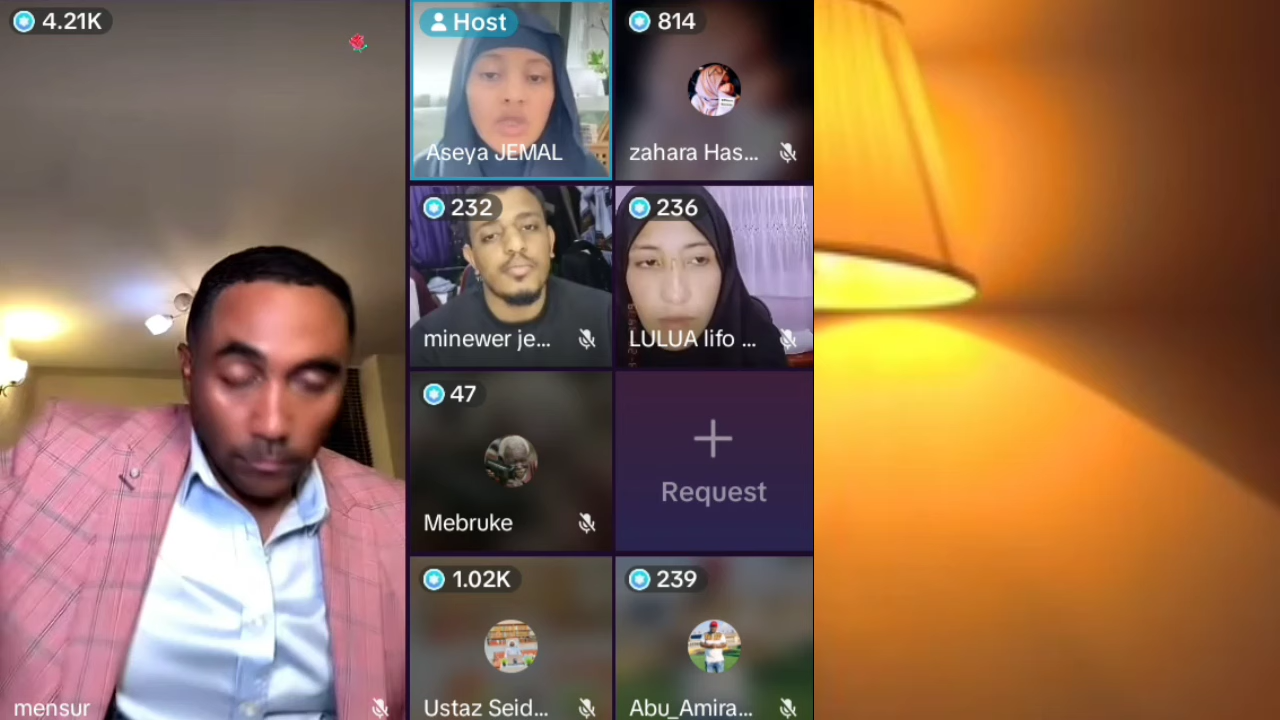 4.21K
mensur
Host
Aseya JEMAL
814
zahara Has...
232
minewer je...
236
LULUA lifo ...
47
Mebruke
Request
1.02K
Ustaz Seid...
239
Abu_Amira...